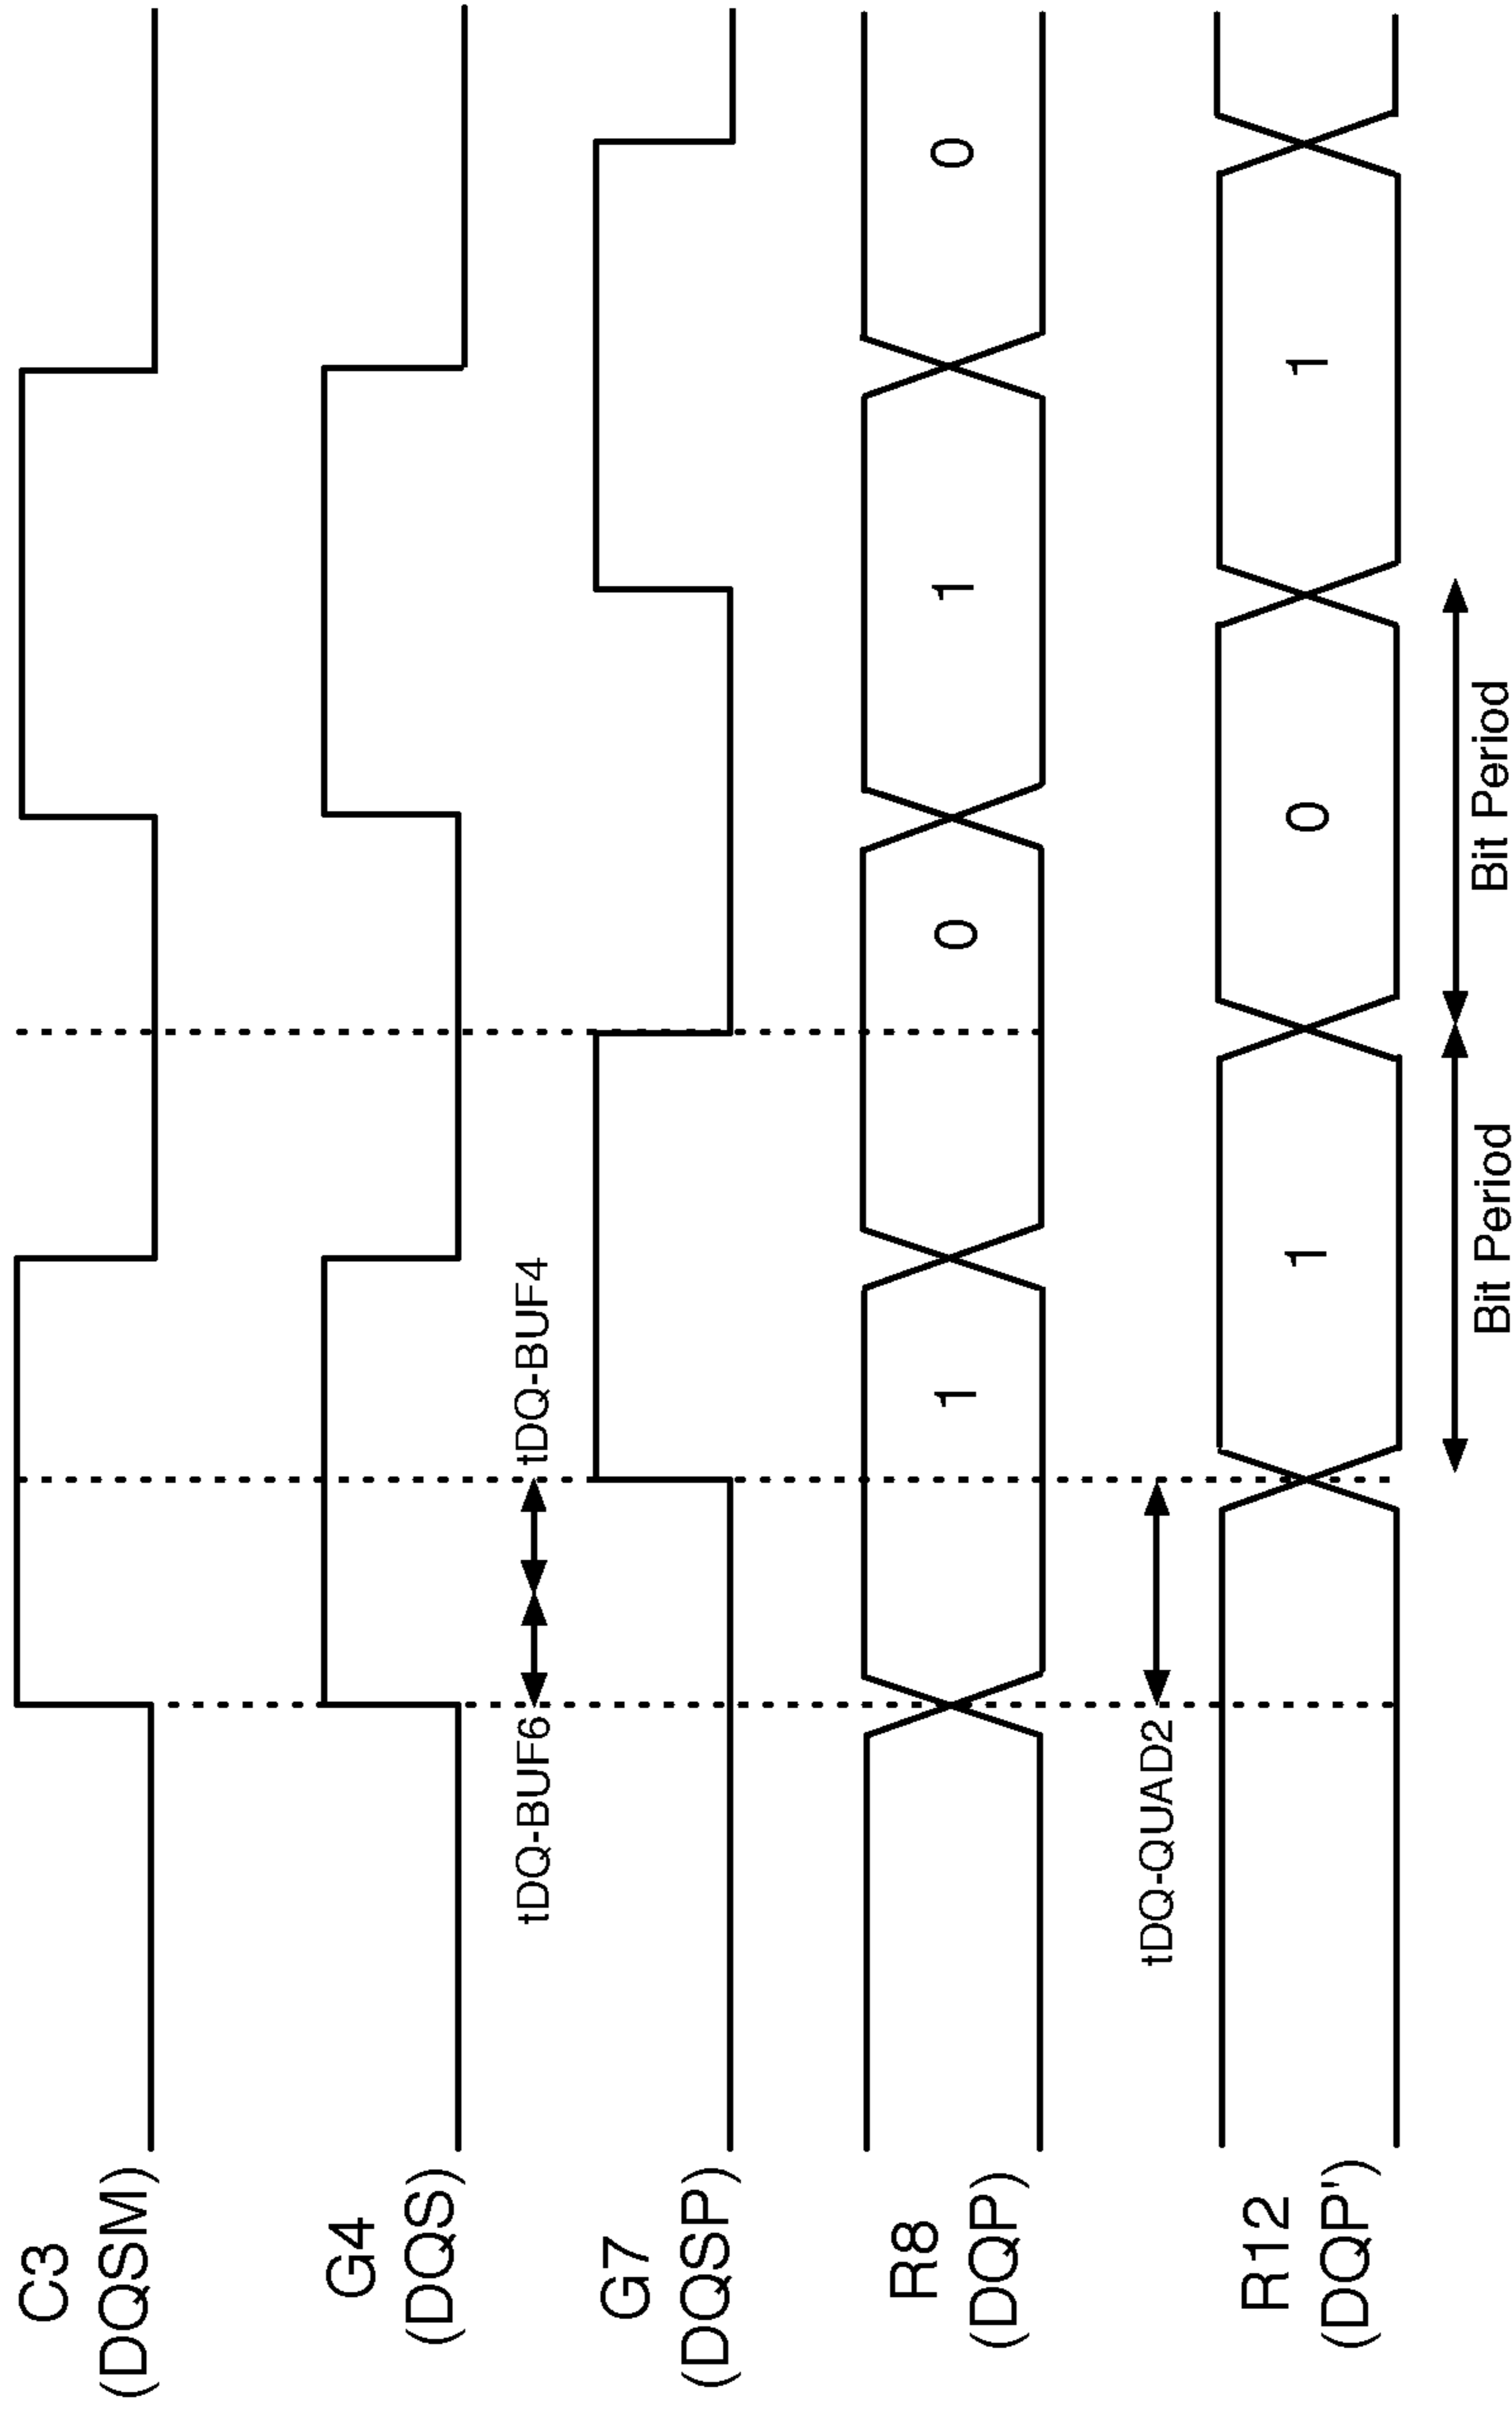 C3
(DQSM)
G4
(DQS)
tDQ-BUF6
tDQ-BUF4
G7
(DQSP)
R8
(DQP)
1
0
1
0
tDQ-QUAD2
R12
(DQP')
1
0
1
Bit Period
Bit Period